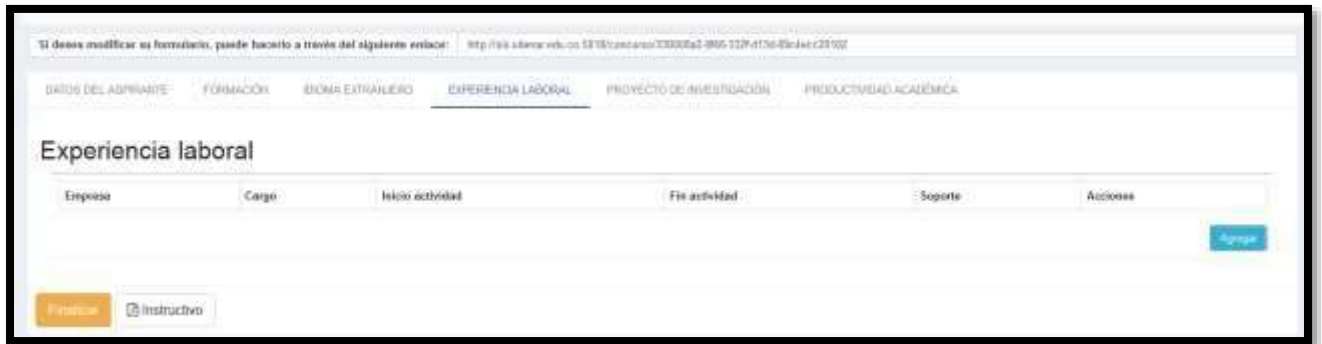 Si desea modificar su formulario, puede hacerlo a través del siguiente enlace:
DATOS DEL ASPIRANTE FORMACIÓN IDIOMA EXTRANJERO EXPERIENCIA LABORAL PROYECTO DE INVESTIGACIÓN PRODUCTIVIDAD ACADÉMICA
Experiencia laboral
Empresa Cargo Inicio actividad Fin actividad Soporte Acciones
Agregar
Finalizar Instructivo